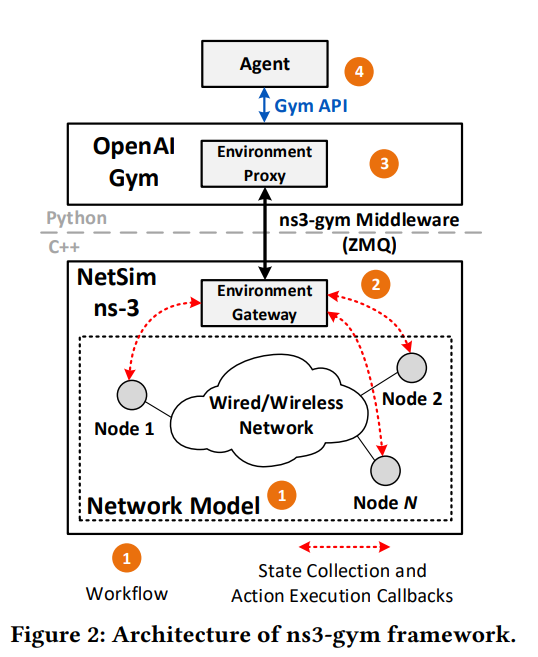 Agent
4
Gym API
OpenAI
Gym
Environment
Proxy
3
Python
ns3-gym Middleware
C++
(ZMQ)
NetSim
ns-3
Environment
Gateway
2
Wired/Wireless
Network
Node 1
Node 2
Node N
Network Model
1
1
Workflow
State Collection and
Action Execution Callbacks
Figure 2: Architecture of ns3-gym framework.